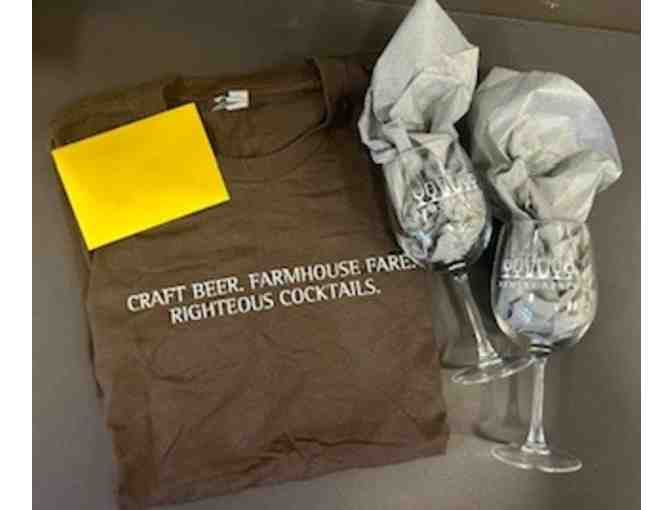 CRAFT BEER. FARMHOUSE FARE.
RIGHTEOUS COCKTAILS.